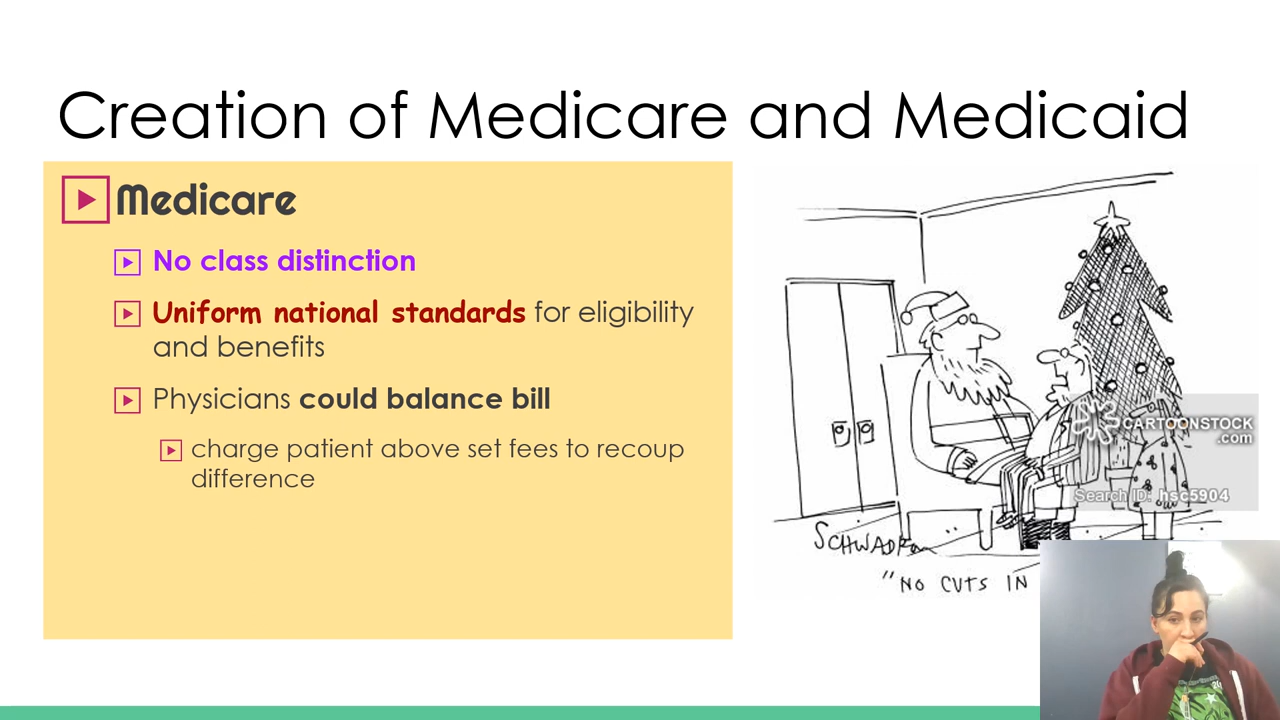 Creation of Medicare and Medicaid
Medicare
No class distinction
Uniform national standards for eligibility
and benefits
Physicians could balance bill
charge patient above set fees to recoup
difference
CARTOONSTOCK
.com
Search ID: hsc5904
SCHWADRON
"NO CUTS IN